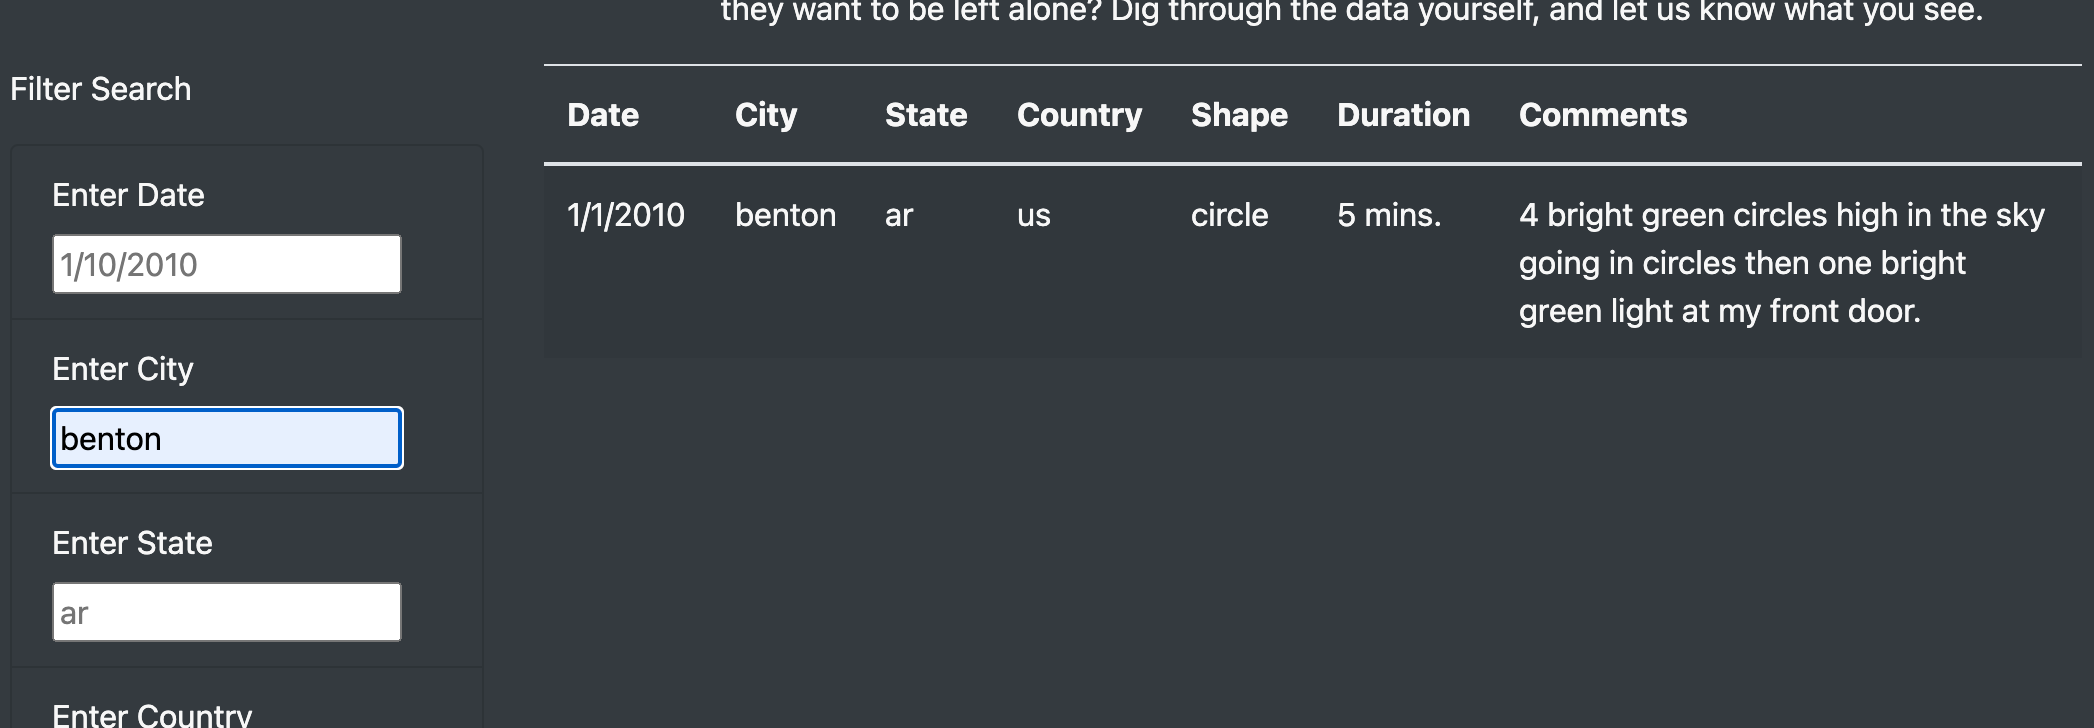 they want to be left alone? Dig through the data yourself, and let us know what you see.
Filter Search
Enter Date
1/10/2010
Enter City
benton
Enter State
ar
Enter Country
Date City State Country Shape Duration Comments
1/1/2010 benton ar us circle 5 mins. 4 bright green circles high in the sky
going in circles then one bright
green light at my front door.